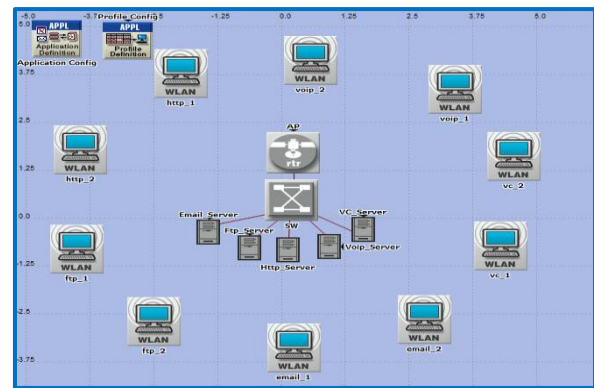 -5.0 -3.75 Profile_Config -1.25 0.0 1.25 2.5 3.75 5.0
5.0
APPL
Application
Definition
Application Config
APPL
Profile
Definition
3.75
WLAN
http_1
WLAN
voip_2
WLAN
voip_1
2.5
AP
rtr
WLAN
http_2
WLAN
vc_2
1.25
SW
0.0
Email_Server
Ftp_Server
Http_Server
Voip_Server
VC_Server
WLAN
ftp_1
WLAN
vc_1
-1.25
-2.5
WLAN
ftp_2
WLAN
email_1
WLAN
email_2
-3.75